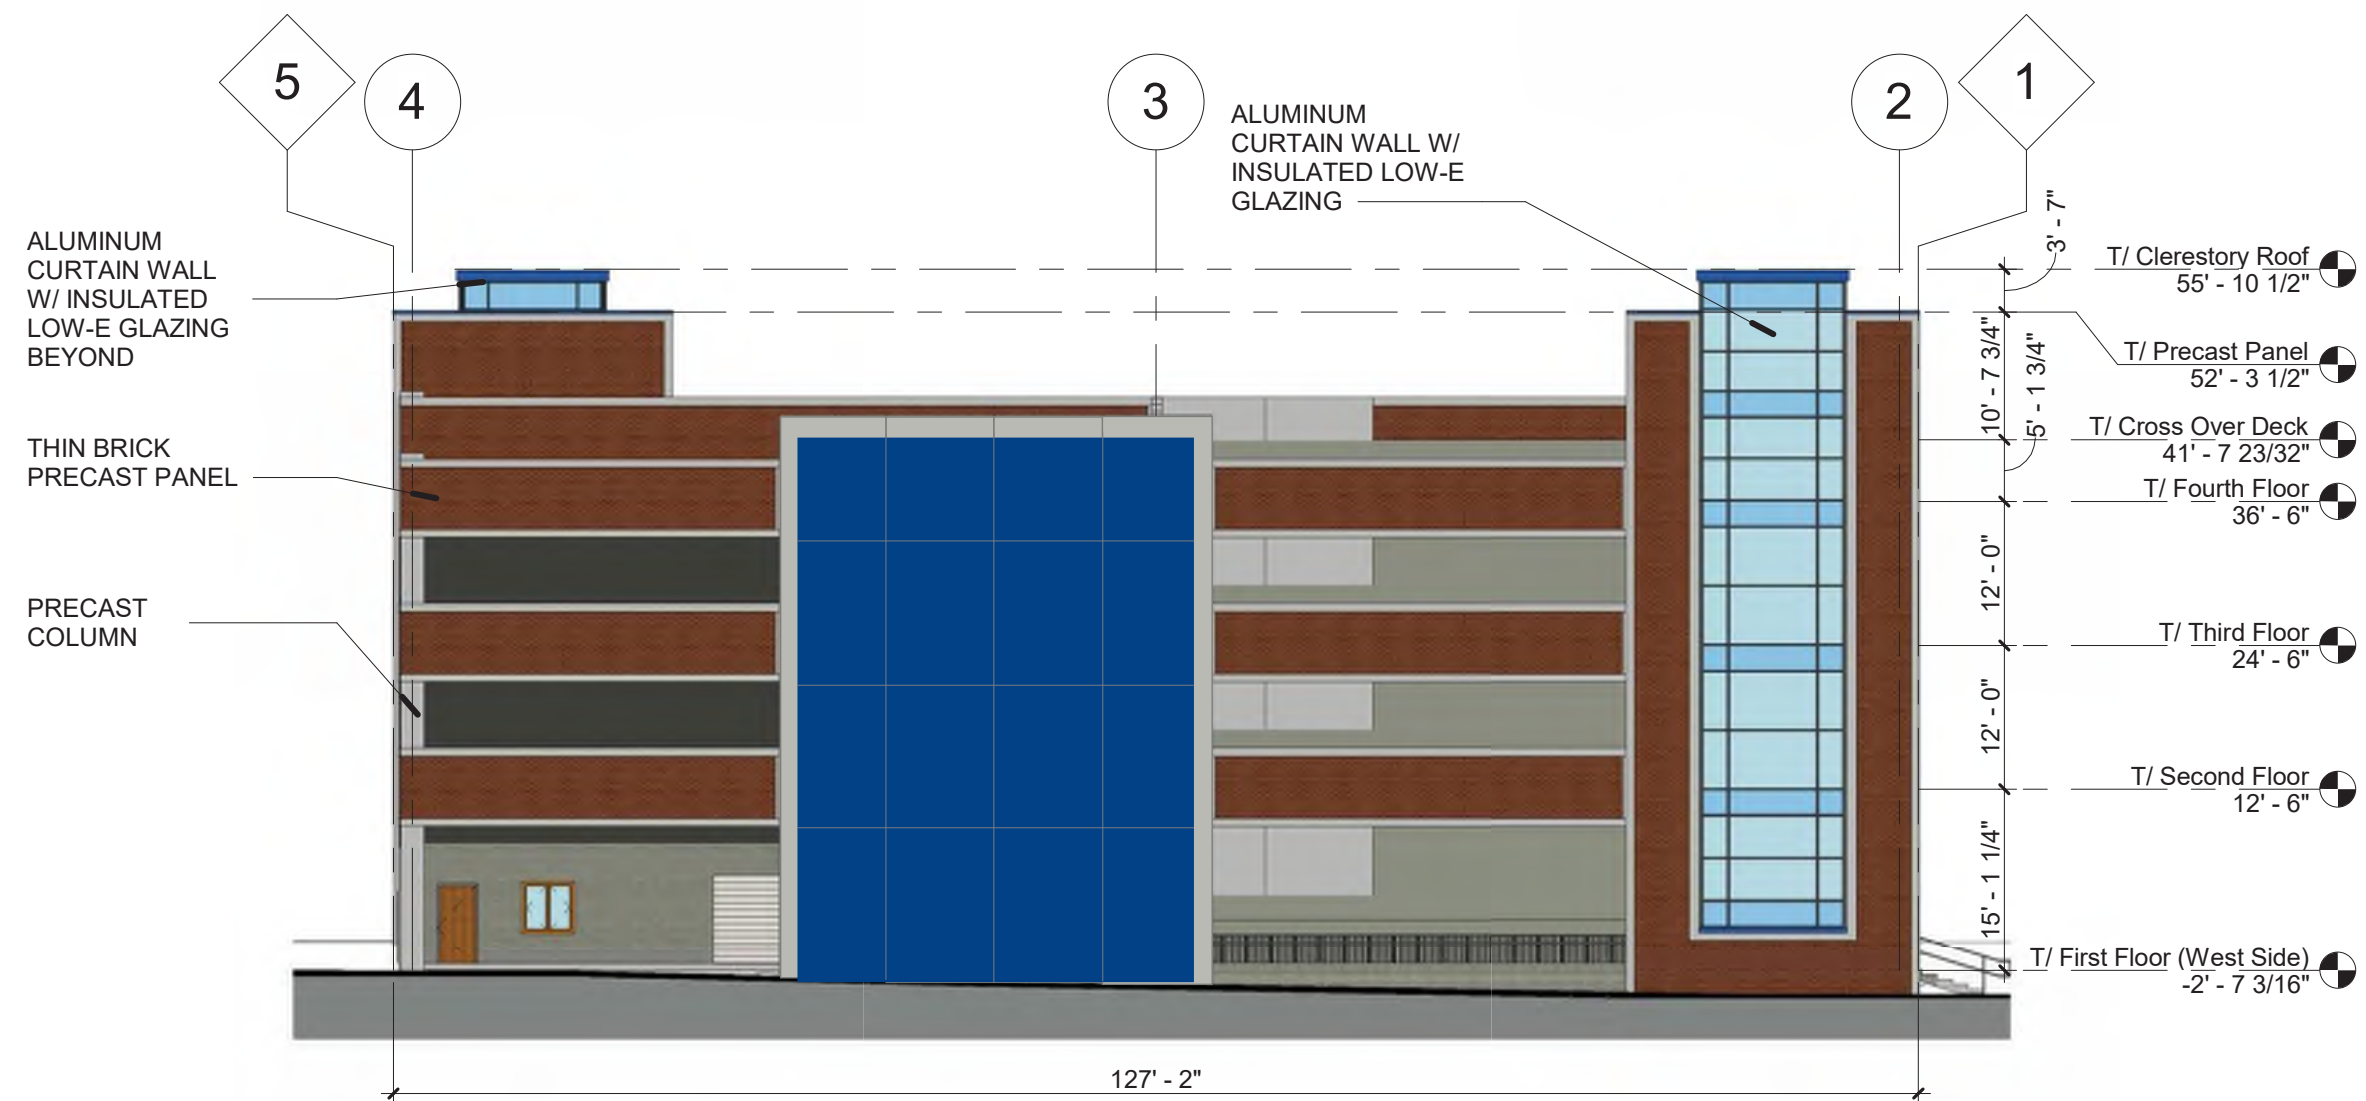 5
4
3
2
1
ALUMINUM
CURTAIN WALL W/
INSULATED LOW-E
GLAZING
ALUMINUM
CURTAIN WALL
W/ INSULATED
LOW-E GLAZING
BEYOND
THIN BRICK
PRECAST PANEL
PRECAST
COLUMN
3' - 7"
10' - 7 3/4"
5' - 1 3/4"
12' - 0"
12' - 0"
15' - 1 1/4"
T/ Clerestory Roof
55' - 10 1/2"
T/ Precast Panel
52' - 3 1/2"
T/ Cross Over Deck
41' - 7 23/32"
T/ Fourth Floor
36' - 6"
T/ Third Floor
24' - 6"
T/ Second Floor
12' - 6"
T/ First Floor (West Side)
-2' - 7 3/16"
127' - 2"